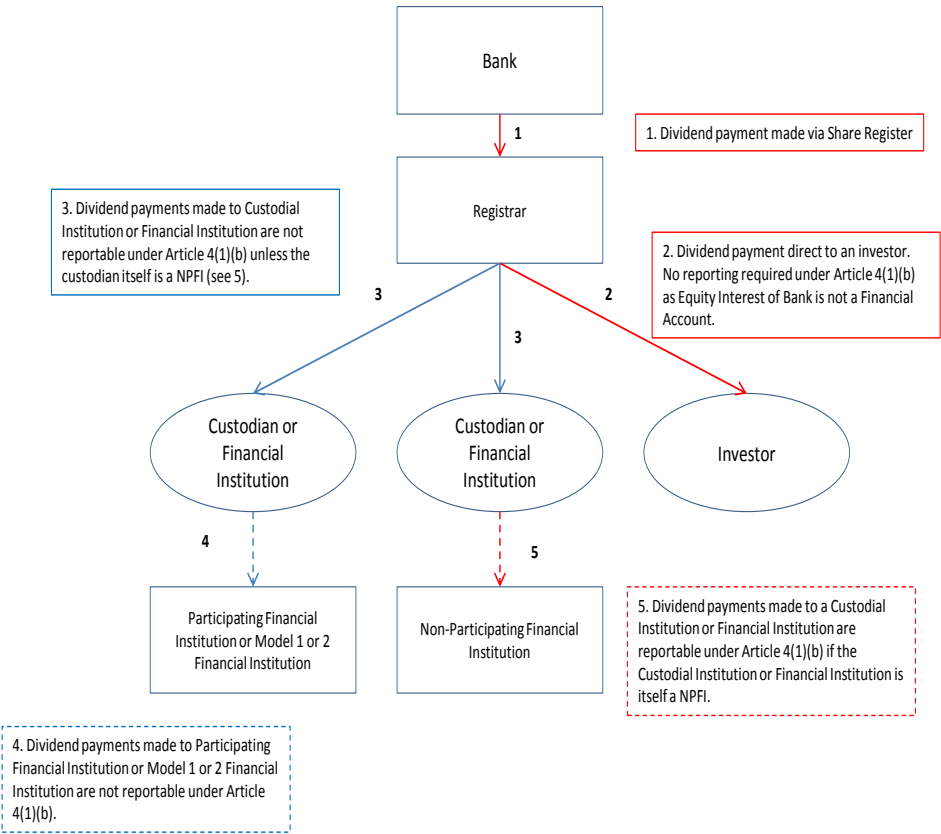 Bank
1
1. Dividend payment made via Share Register
Registrar
3. Dividend payments made to Custodial
Institution or Financial Institution are not
reportable under Article 4(1)(b) unless the
custodian itself is a NPFI (see 5).
2. Dividend payment direct to an investor.
No reporting required under Article 4(1)(b)
as Equity Interest of Bank is not a Financial
Account.
3
3
2
Custodian or
Financial
Institution
Custodian or
Financial
Institution
Investor
4
5
Participating Financial
Institution or Model 1 or 2
Financial Institution
Non-Participating Financial
Institution
5. Dividend payments made to a Custodial
Institution or Financial Institution are
reportable under Article 4(1)(b) if the
Custodial Institution or Financial Institution is
itself a NPFI.
4. Dividend payments made to Participating
Financial Institution or Model 1 or 2 Financial
Institution are not reportable under Article
4(1)(b).